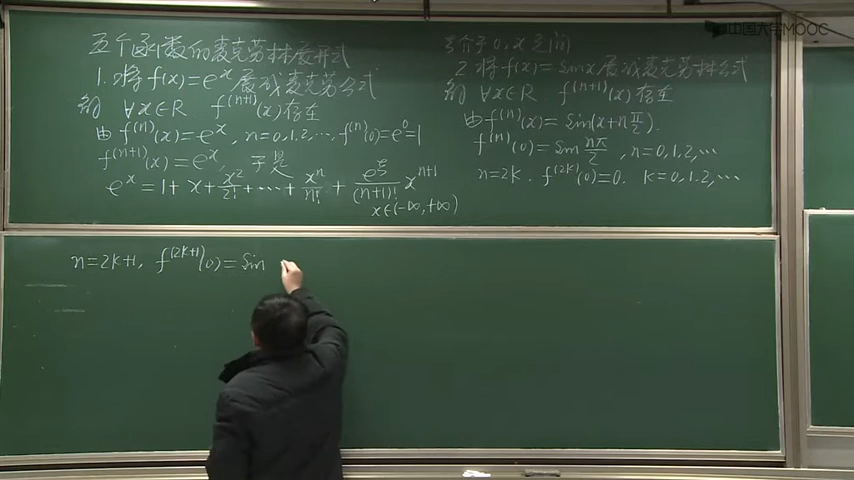 五个函数的麦克劳林展开式
1. 将 f(x) = e^x 展成麦克劳公式
解 ∀x∈R f^(n+1)(x) 存在
由 f^(n)(x) = e^x, n=0,1,2,⋯, f^(n)(0)=e^0=1
f^(n+1)(x) = e^x, 于是
e^x = 1 + x + x^2/2! + ⋯ + x^n/n! + e^ξ/(n+1)! x^(n+1)
x∈(-∞,+∞)
ξ介于 0, x 之间
2. 将 f(x) = Sinx 展成麦克劳林公式
解 ∀x∈R f^(n+1)(x) 存在
由 f^(n)(x) = Sin(x+n π/2).
f^(n)(0) = Sin nπ/2, n=0,1,2,⋯
n=2k. f^(2k)(0)=0. k=0,1.2,⋯
n=2k+1, f^(2k+1)(0) = Sin
中国大学MOOC